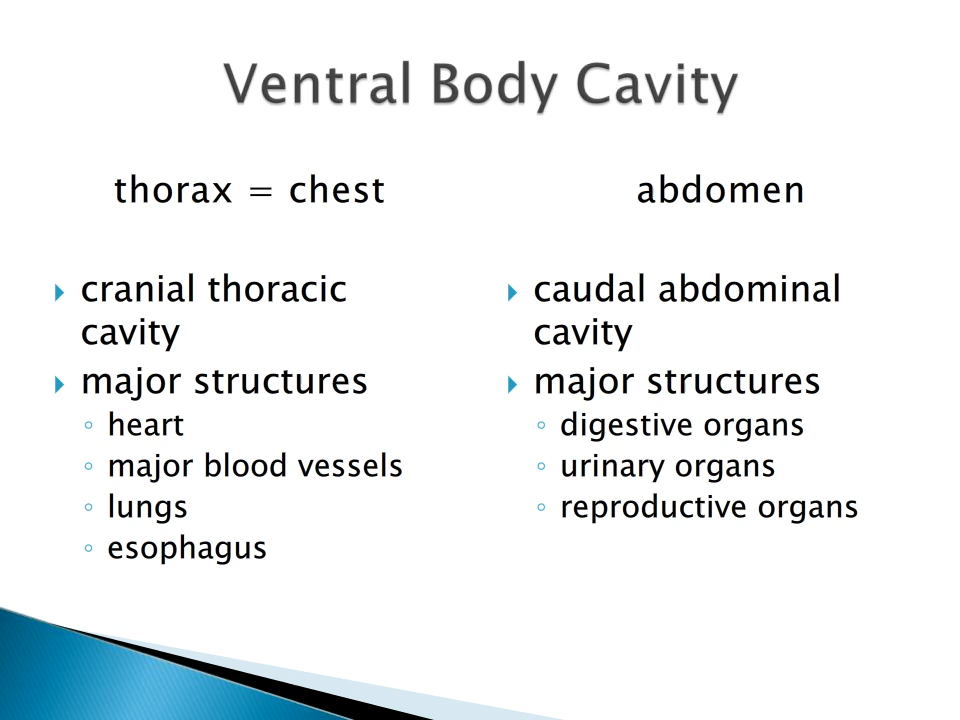 Ventral Body Cavity
thorax = chest
cranial thoracic
cavity
major structures
heart
major blood vessels
lungs
esophagus
abdomen
caudal abdominal
cavity
major structures
digestive organs
urinary organs
reproductive organs